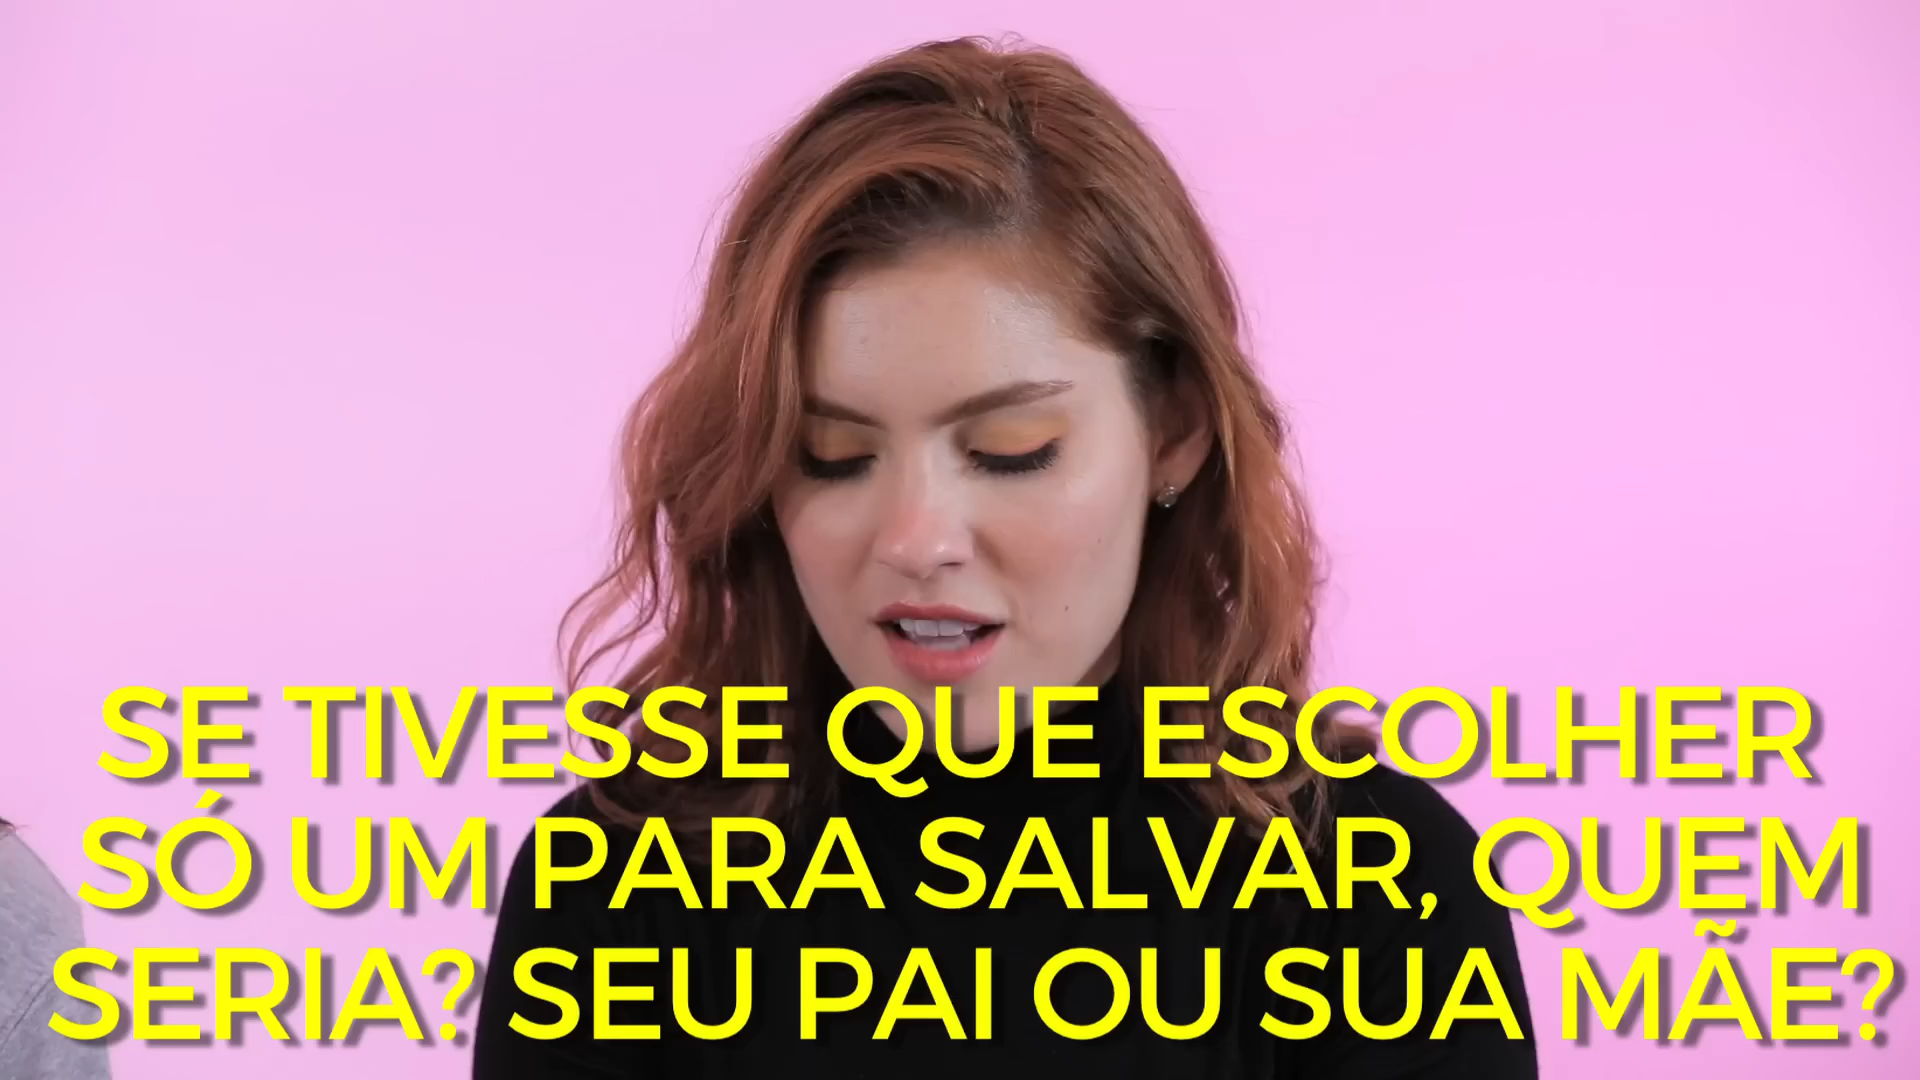 SE TIVESSE QUE ESCOLHER
SÓ UM PARA SALVAR, QUEM
SERIA? SEU PAI OU SUA MÃE?